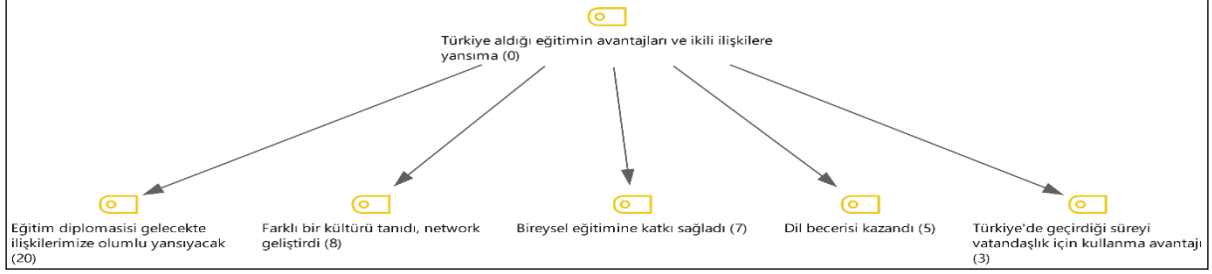 Türkiye aldığı eğitimin avantajları ve ikili ilişkilere
yansıma (0)
Eğitim diplomasisi gelecekte
ilişkilerimize olumlu yansıyacak
(20)
Farklı bir kültürü tanıdı, network
geliştirdi (8)
Bireysel eğitimine katkı sağladı (7)
Dil becerisi kazandı (5)
Türkiye'de geçirdiği süreyi
vatandaşlık için kullanma avantajı
(3)